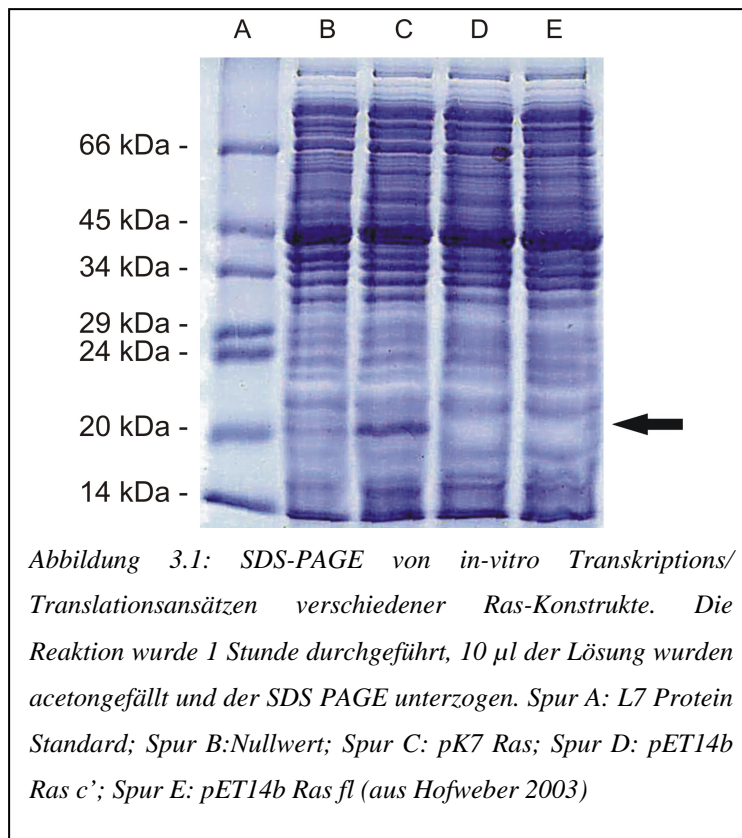 A B C D E
66 kDa -
45 kDa -
34 kDa -
29 kDa -
24 kDa -
20 kDa -
14 kDa -
Abbildung 3.1: SDS-PAGE von in-vitro Transkriptions/
Translationsansätzen verschiedener Ras-Konstrukte. Die
Reaktion wurde 1 Stunde durchgeführt, 10 µl der Lösung wurden
acetongefällt und der SDS PAGE unterzogen. Spur A: L7 Protein
Standard; Spur B:Nullwert; Spur C: pK7 Ras; Spur D: pET14b
Ras c’; Spur E: pET14b Ras fl (aus Hofweber 2003)